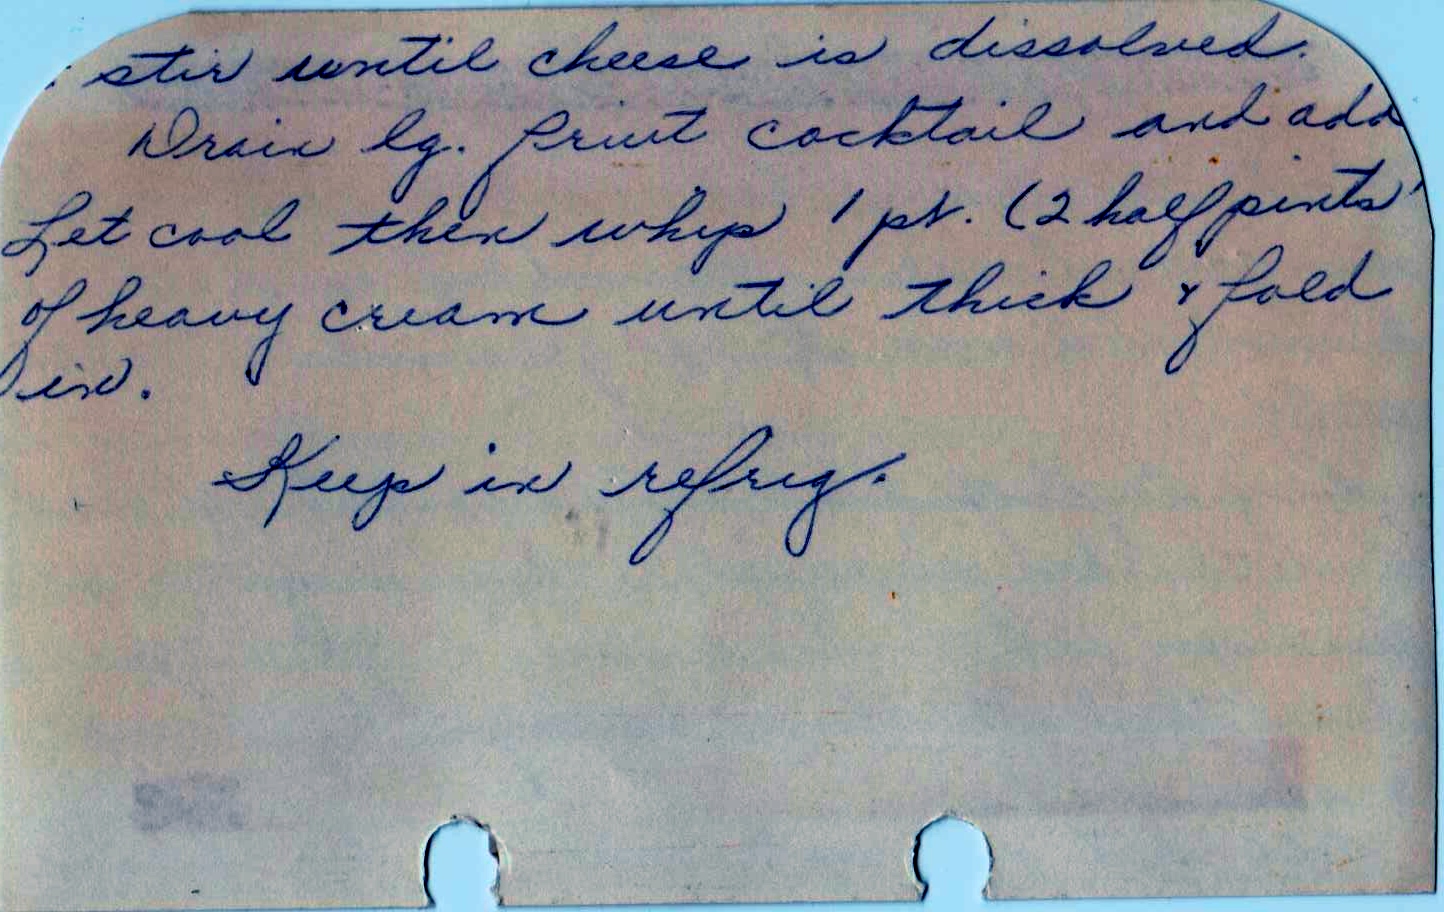 stir until cheese is dissolved.
Drain lg. fruit cocktail and add
Let cool then whip 1 pt. (2 half pints)
of heavy cream until thick & fold
in.
Keep in refrig.